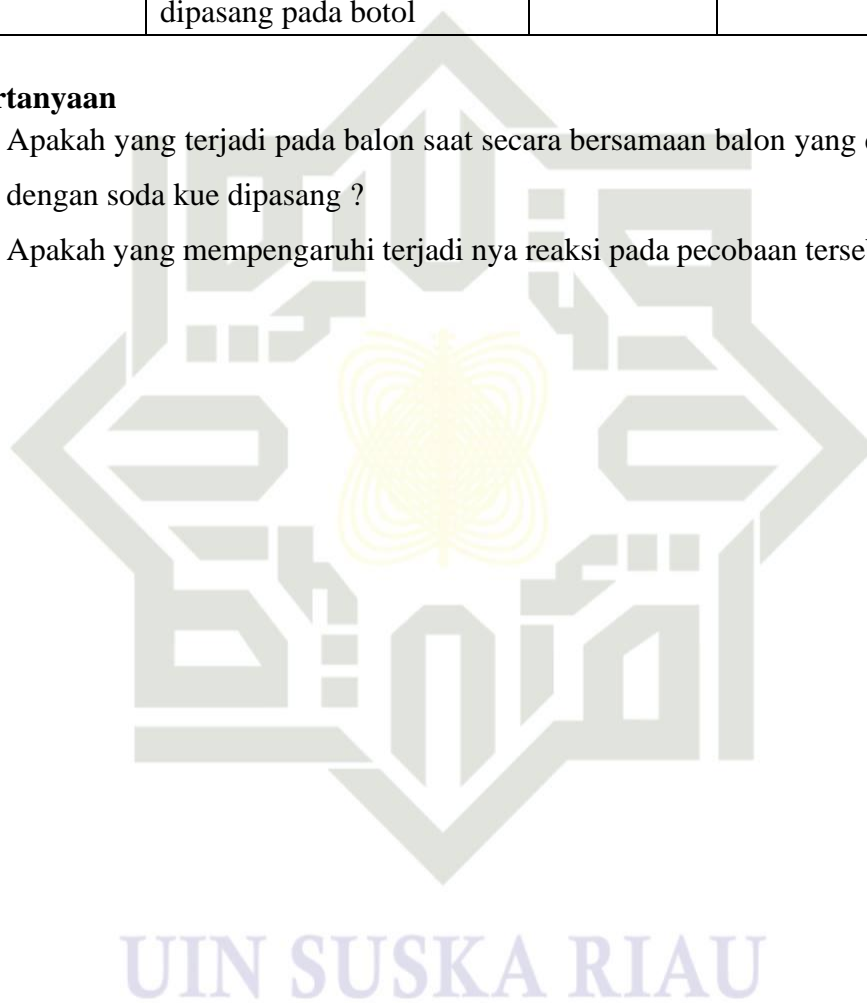 dipasang pada botol
rtanyaan
Apakah yang terjadi pada balon saat secara bersamaan balon yang
dengan soda kue dipasang ?
Apakah yang mempengaruhi terjadi nya reaksi pada pecobaan terse
UIN SUSKA RIAU